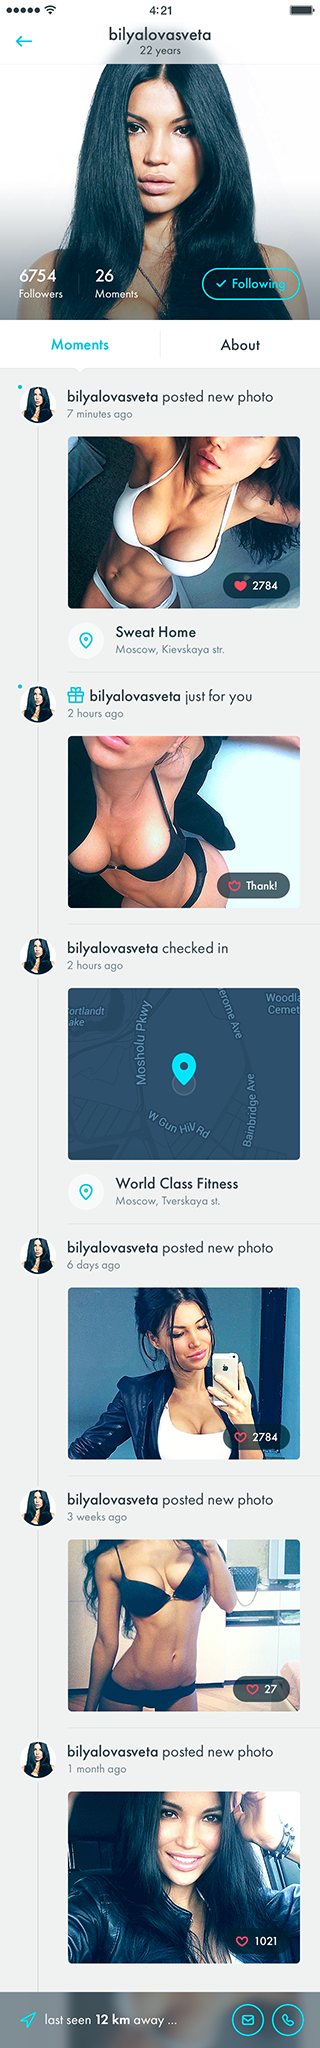 4:21
bilyalovasveta
22 years
6754
Followers
26
Moments
Following
Moments
About
bilyalovasveta posted new photo
7 minutes ago
2784
Sweat Home
Moscow, Kievskaya str.
bilyalovasveta just for you
2 hours ago
Thank!
bilyalovasveta checked in
2 hours ago
ortlandt
ake
Mosholu Pkwy
erome Ave
Woodla
Cemet
W Gun Hill Rd
Bainbridge Ave
World Class Fitness
Moscow, Tverskaya st.
bilyalovasveta posted new photo
6 days ago
2784
bilyalovasveta posted new photo
3 weeks ago
27
bilyalovasveta posted new photo
1 month ago
1021
last seen 12 km away ...